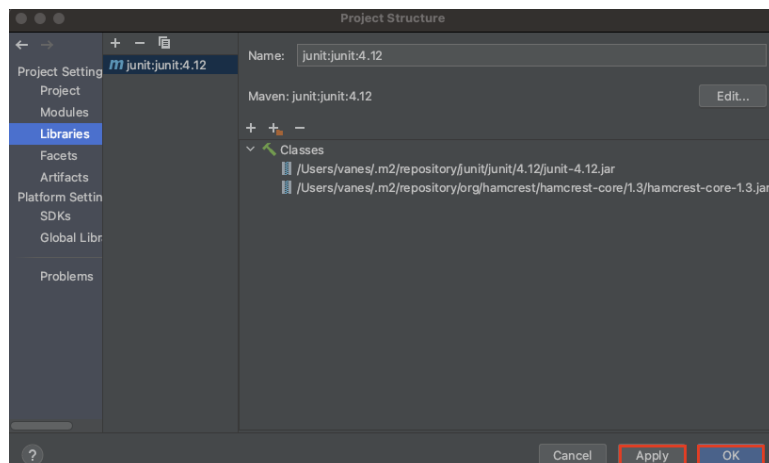 Project Structure
Project Setting
Project
Modules
Libraries
Facets
Artifacts
Platform Settin
SDKs
Global Libr
Problems
m junit:junit:4.12
Name: junit:junit:4.12
Maven: junit:junit:4.12
Edit...
Classes
/Users/vanes/.m2/repository/junit/junit/4.12/junit-4.12.jar
/Users/vanes/.m2/repository/org/hamcrest/hamcrest-core/1.3/hamcrest-core-1.3.jar
?
Cancel
Apply
OK